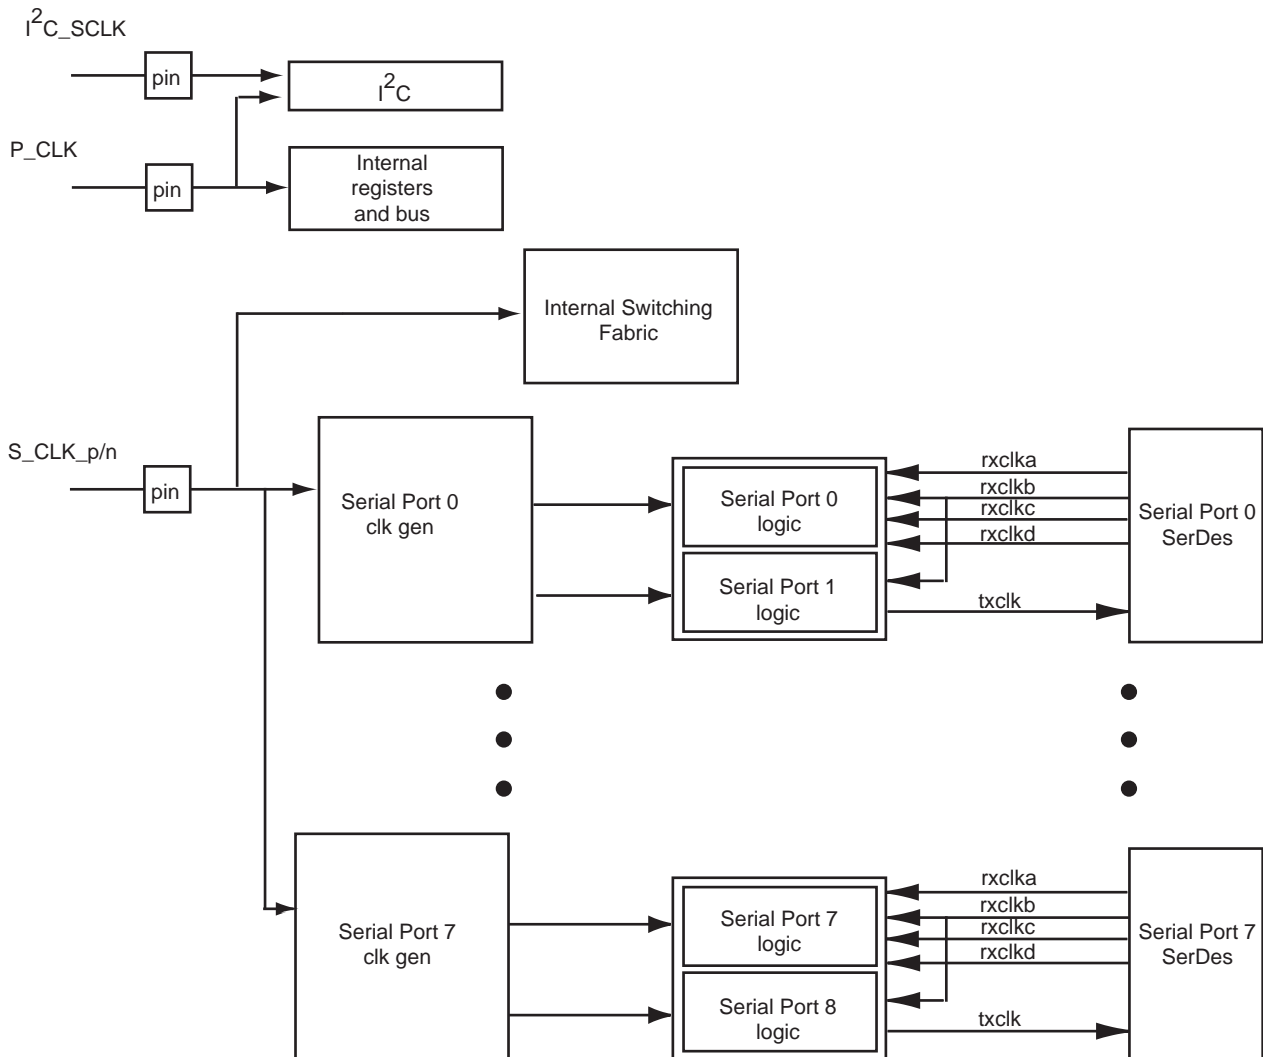 I²C_SCLK
pin
I²C
P_CLK
pin
Internal
registers
and bus
Internal Switching
Fabric
S_CLK_p/n
pin
Serial Port 0
clk gen
Serial Port 0
logic
Serial Port 1
logic
rxclka
rxclkb
rxclkc
rxclkd
txclk
Serial Port 0
SerDes
Serial Port 7
clk gen
Serial Port 7
logic
Serial Port 8
logic
rxclka
rxclkb
rxclkc
rxclkd
txclk
Serial Port 7
SerDes